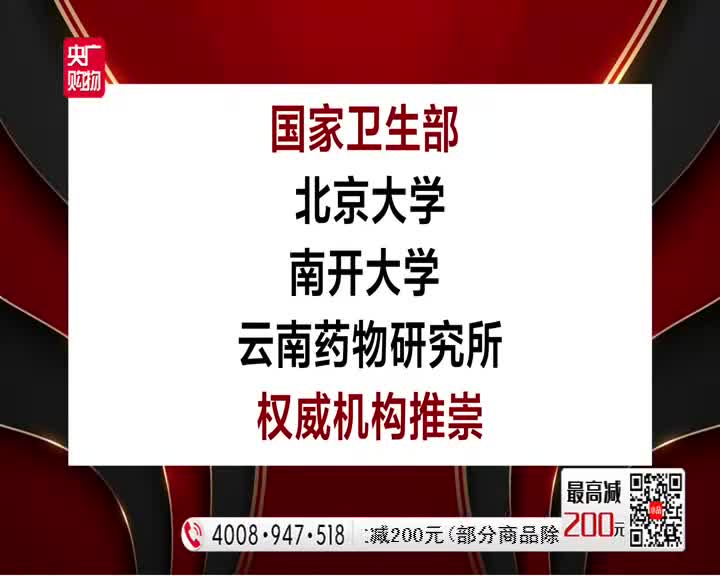 央广
购物
国家卫生部
北京大学
南开大学
云南药物研究所
权威机构推崇
最高减
200元
4008·947·518
减200元(部分商品除